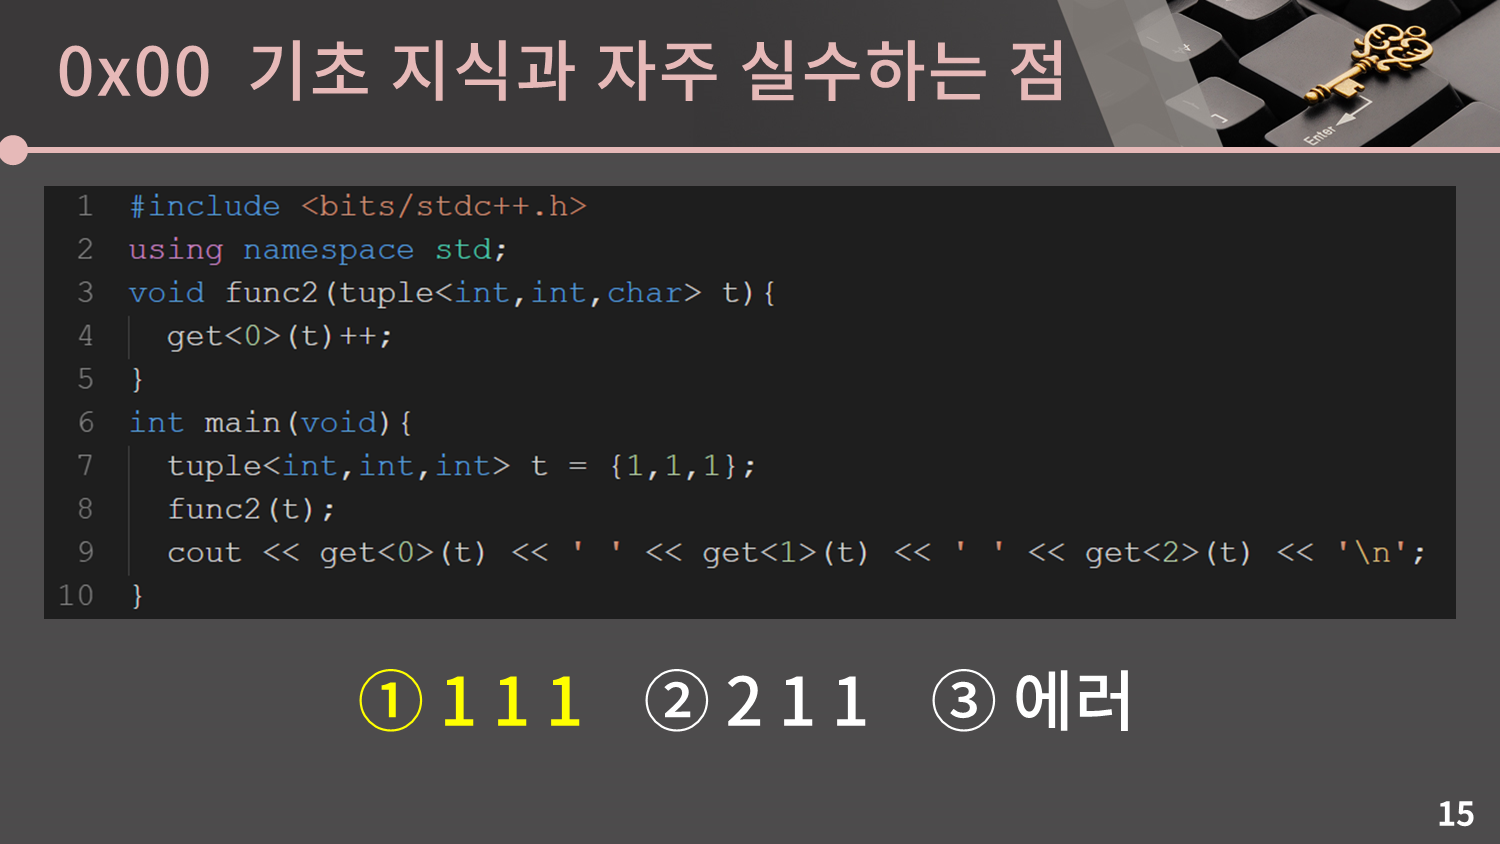 0x00 기초 지식과 자주 실수하는 점
Enter
1 #include <bits/stdc++.h>
2 using namespace std;
3 void func2(tuple<int,int,char> t){
4   get<0>(t)++;
5 }
6 int main(void){
7   tuple<int,int,int> t = {1,1,1};
8   func2(t);
9   cout << get<0>(t) << ' ' << get<1>(t) << ' ' << get<2>(t) << '\n';
10 }
① 1 1 1 ② 2 1 1 ③ 에러
15